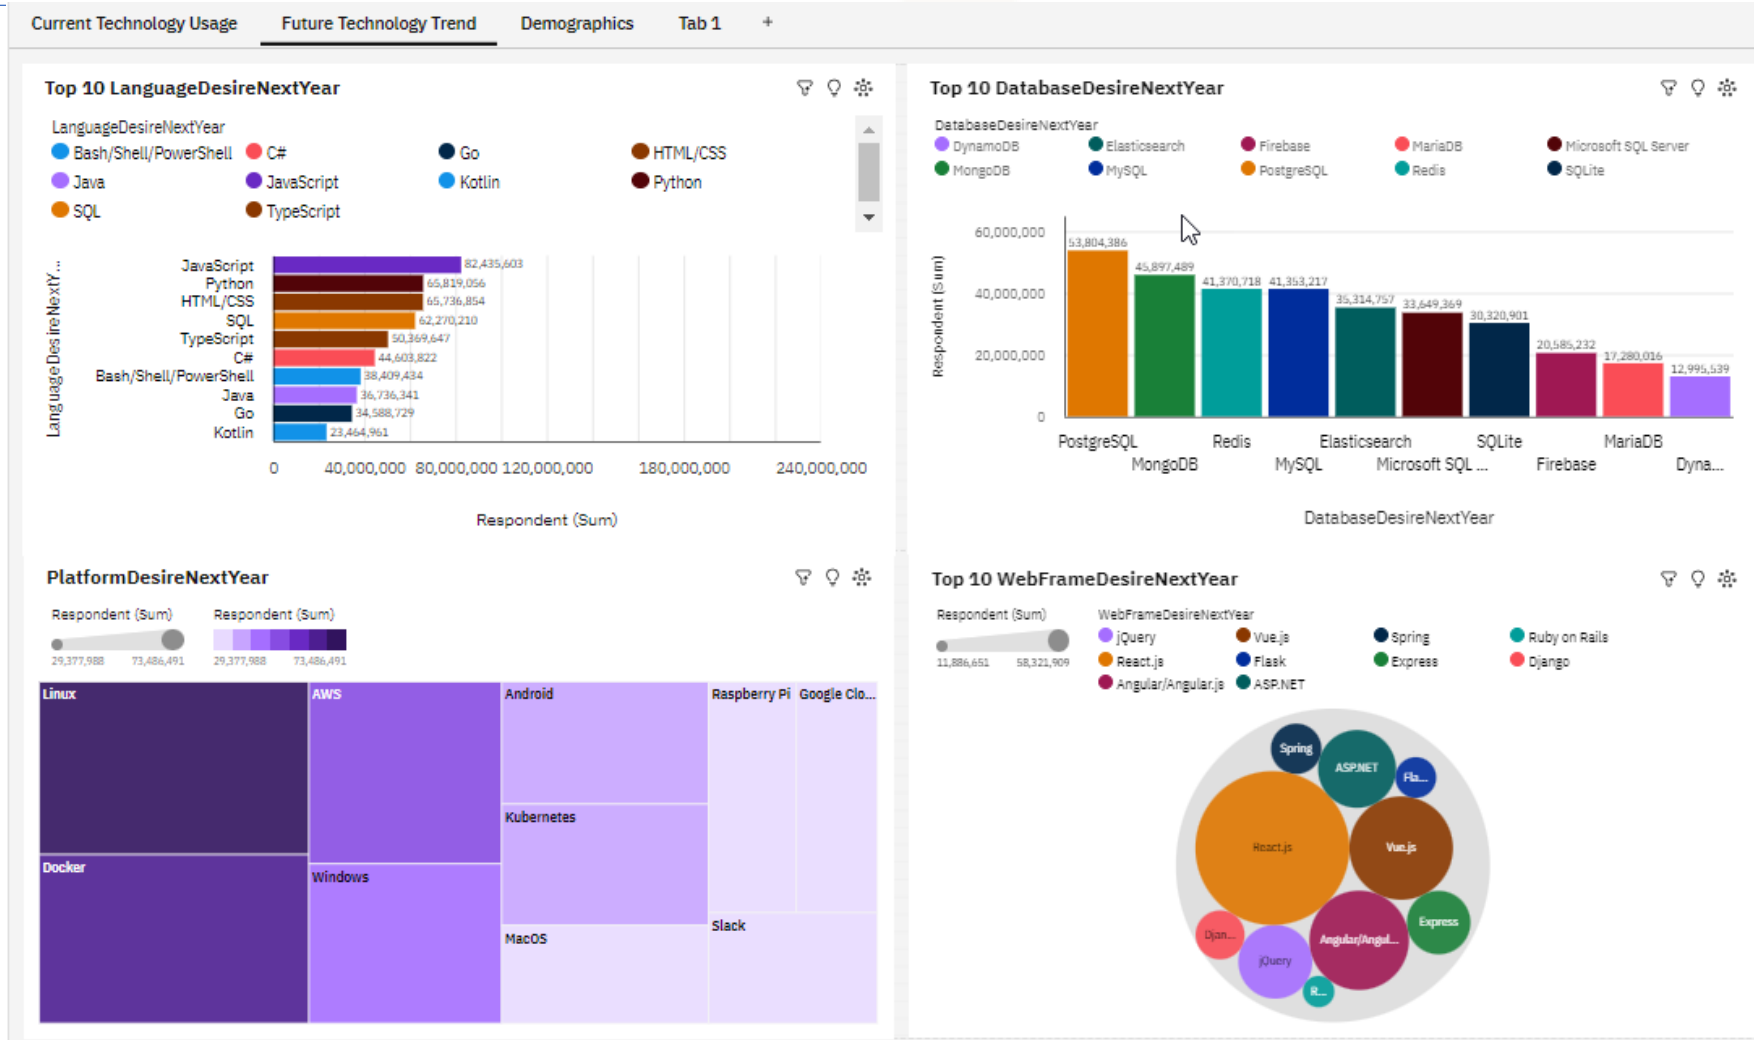 Current Technology Usage Future Technology Trend Demographics Tab 1 +
Top 10 LanguageDesireNextYear
LanguageDesireNextYear
Bash/Shell/PowerShell C# Go HTML/CSS
Java JavaScript Kotlin Python
SQL TypeScript
LanguageDesireNextY...
JavaScript 82,435,603
Python 65,819,056
HTML/CSS 65,736,854
SQL 62,270,210
TypeScript 50,369,647
C# 44,603,822
Bash/Shell/PowerShell 38,409,434
Java 36,736,341
Go 34,588,729
Kotlin 23,464,961
0 40,000,000 80,000,000 120,000,000 180,000,000 240,000,000
Respondent (Sum)
Top 10 DatabaseDesireNextYear
DatabaseDesireNextYear
DynamoDB Elasticsearch Firebase MariaDB Microsoft SQL Server
MongoDB MySQL PostgreSQL Redis SQLite
Respondent (Sum)
60,000,000
40,000,000
20,000,000
0
53,804,386
45,897,489
41,370,718
41,353,217
35,314,757
33,649,369
30,320,901
20,585,232
17,280,016
12,995,539
PostgreSQL Redis Elasticsearch SQLite MariaDB
MongoDB MySQL Microsoft SQL ... Firebase Dyna...
DatabaseDesireNextYear
PlatformDesireNextYear
Respondent (Sum) Respondent (Sum)
29,377,988 73,486,491 29,377,988 73,486,491
Linux
Docker
AWS
Windows
Android
Kubernetes
MacOS
Raspberry Pi
Google Clo...
Slack
Top 10 WebFrameDesireNextYear
Respondent (Sum)
11,886,651 58,321,909
WebFrameDesireNextYear
jQuery Vue.js Spring Ruby on Rails
React.js Flask Express Django
Angular/Angular.js ASP.NET
Spring
ASP.NET
Fla...
React.js
Vue.js
Express
Djan...
Angular/Angul...
jQuery
R...